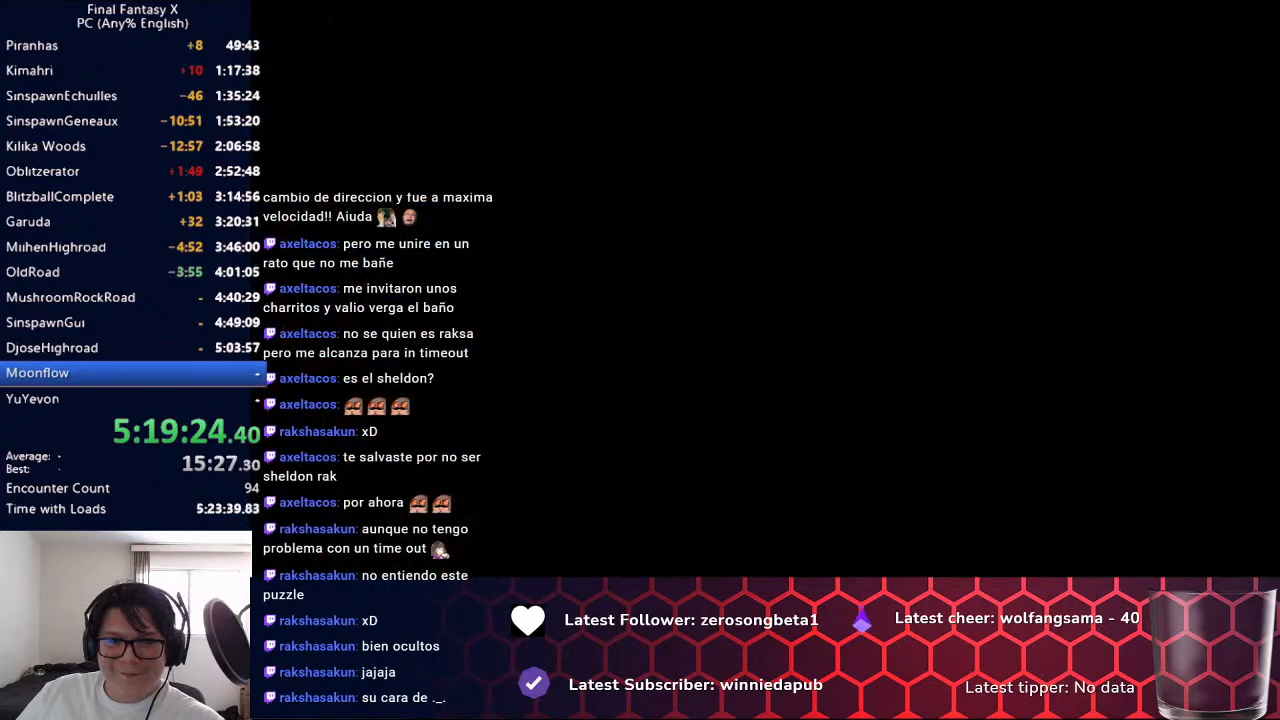 Final Fantasy X
PC (Any% English)
Piranhas +8 49:43
Kimahri +10 1:17:38
SinspawnEchuilles -46 1:35:24
SinspawnGeneaux -10:51 1:53:20
Kilika Woods -12:57 2:06:58
Oblitzerator +1:49 2:52:48
BlitzballComplete +1:03 3:14:56
Garuda +32 3:20:31
MiihenHighroad -4:52 3:46:00
OldRoad -3:55 4:01:05
MushroomRockRoad - 4:40:29
SinspawnGui - 4:49:09
DjoseHighroad - 5:03:57
Moonflow -
YuYevon -
5:19:24.40
Average: -
Best: -
15:27.30
Encounter Count 94
Time with Loads 5:23:39.83
cambio de direccion y fue a maxima
velocidad!! Aiuda
axeltacos: pero me unire en un
rato que no me bañe
axeltacos: me invitaron unos
charritos y valio verga el baño
axeltacos: no se quien es raksa
pero me alcanza para in timeout
axeltacos: es el sheldon?
axeltacos:
rakshasakun: xD
axeltacos: te salvaste por no ser
sheldon rak
axeltacos: por ahora
rakshasakun: aunque no tengo
problema con un time out
rakshasakun: no entiendo este
puzzle
rakshasakun: xD
rakshasakun: bien ocultos
rakshasakun: jajaja
rakshasakun: su cara de ._.
Latest Follower: zerosongbeta1
Latest cheer: wolfangsama - 40
Latest Subscriber: winniedapub
Latest tipper: No data